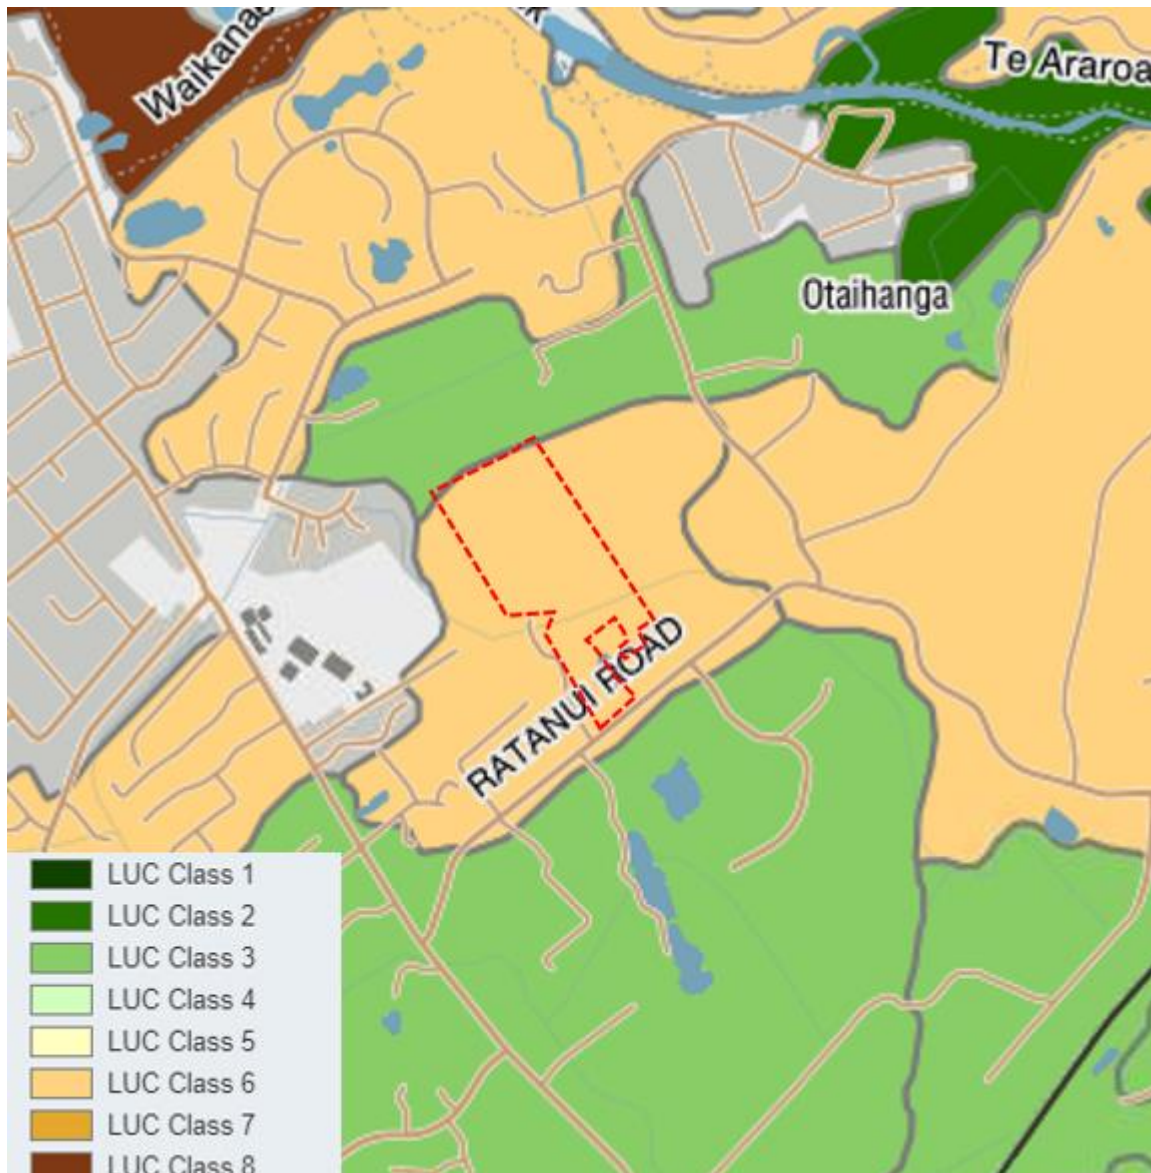 Waikanae
Te Araroa
Otaihanga
RATANUI ROAD
LUC Class 1
LUC Class 2
LUC Class 3
LUC Class 4
LUC Class 5
LUC Class 6
LUC Class 7
LUC Class 8